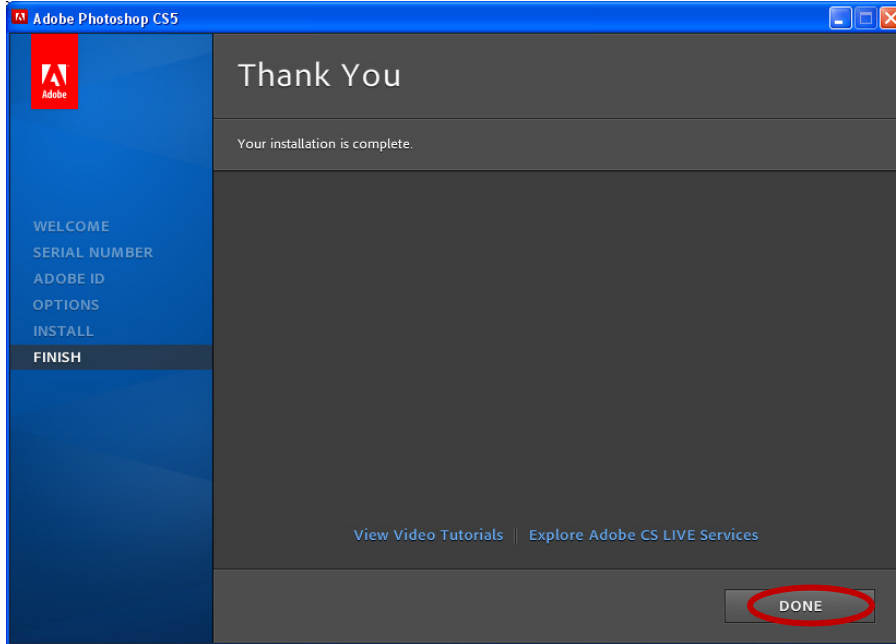 Adobe Photoshop CS5
Adobe
Thank You
Your installation is complete.
WELCOME
SERIAL NUMBER
ADOBE ID
OPTIONS
INSTALL
FINISH
View Video Tutorials | Explore Adobe CS LIVE Services
DONE